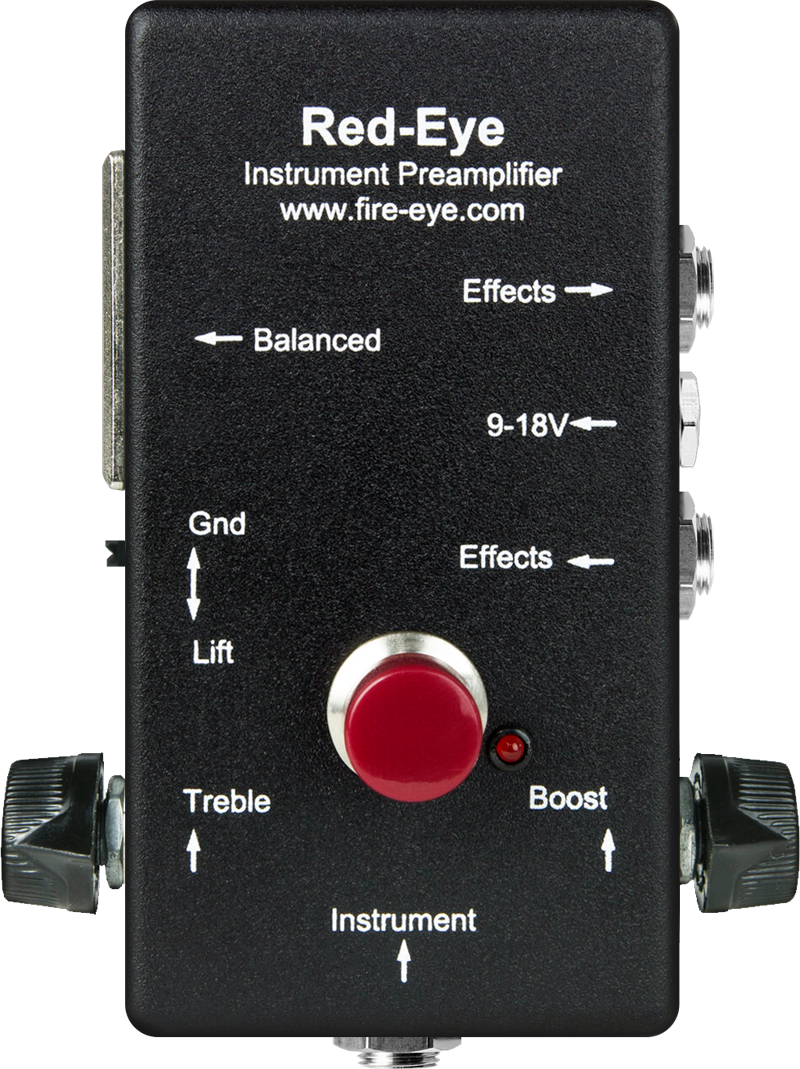 Red-Eye
Instrument Preamplifier
www.fire-eye.com
Effects
Balanced
9-18V
Gnd
Effects
Lift
Treble
Boost
Instrument